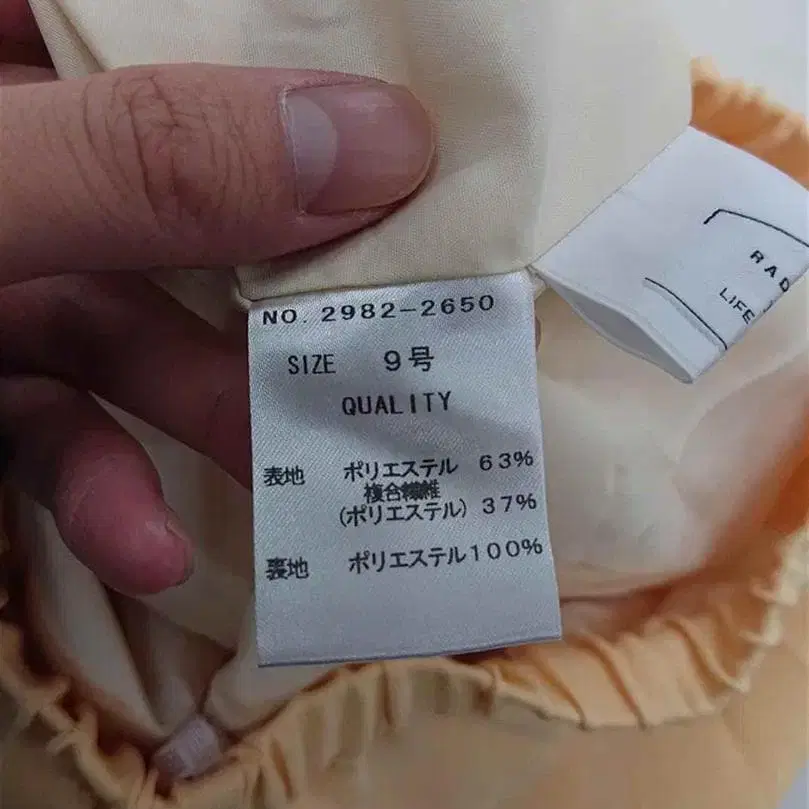 NO. 2982-2650
SIZE 9号
QUALITY
表地 ポリエステル 63%
複合繊維
(ポリエステル) 37%
裏地 ポリエステル100%
RAD
LIFE